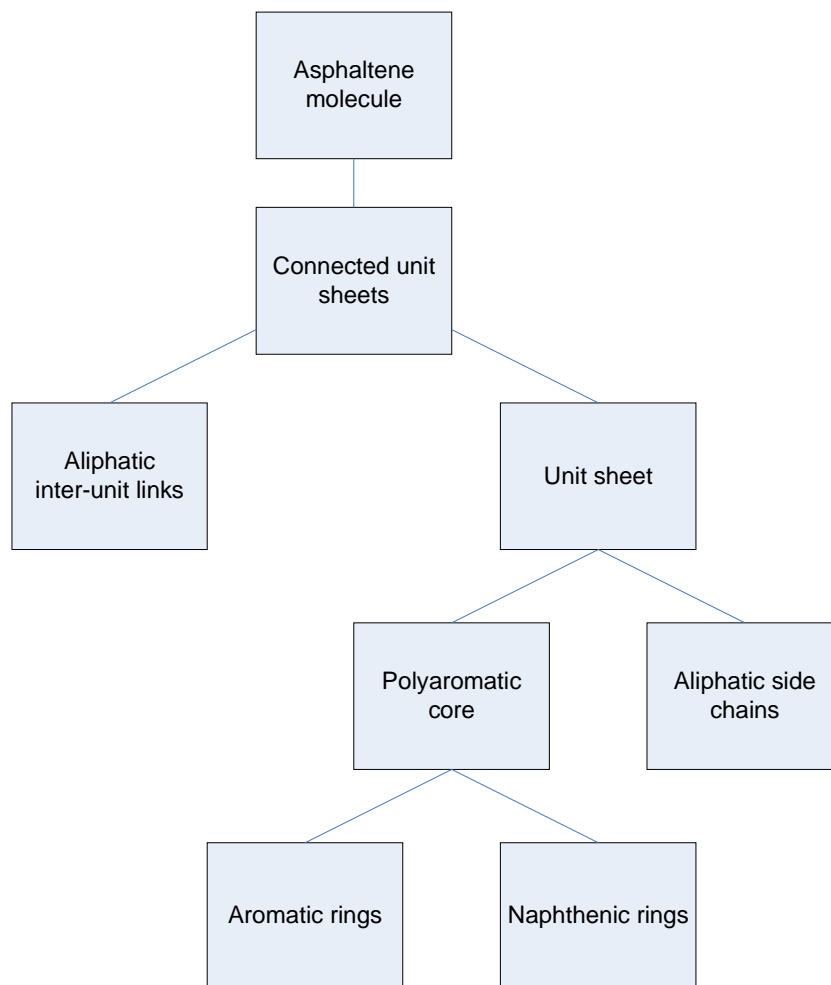 Asphaltene
molecule
Connected unit
sheets
Aliphatic
inter-unit links
Unit sheet
Polyaromatic
core
Aliphatic side
chains
Aromatic rings
Naphthenic rings